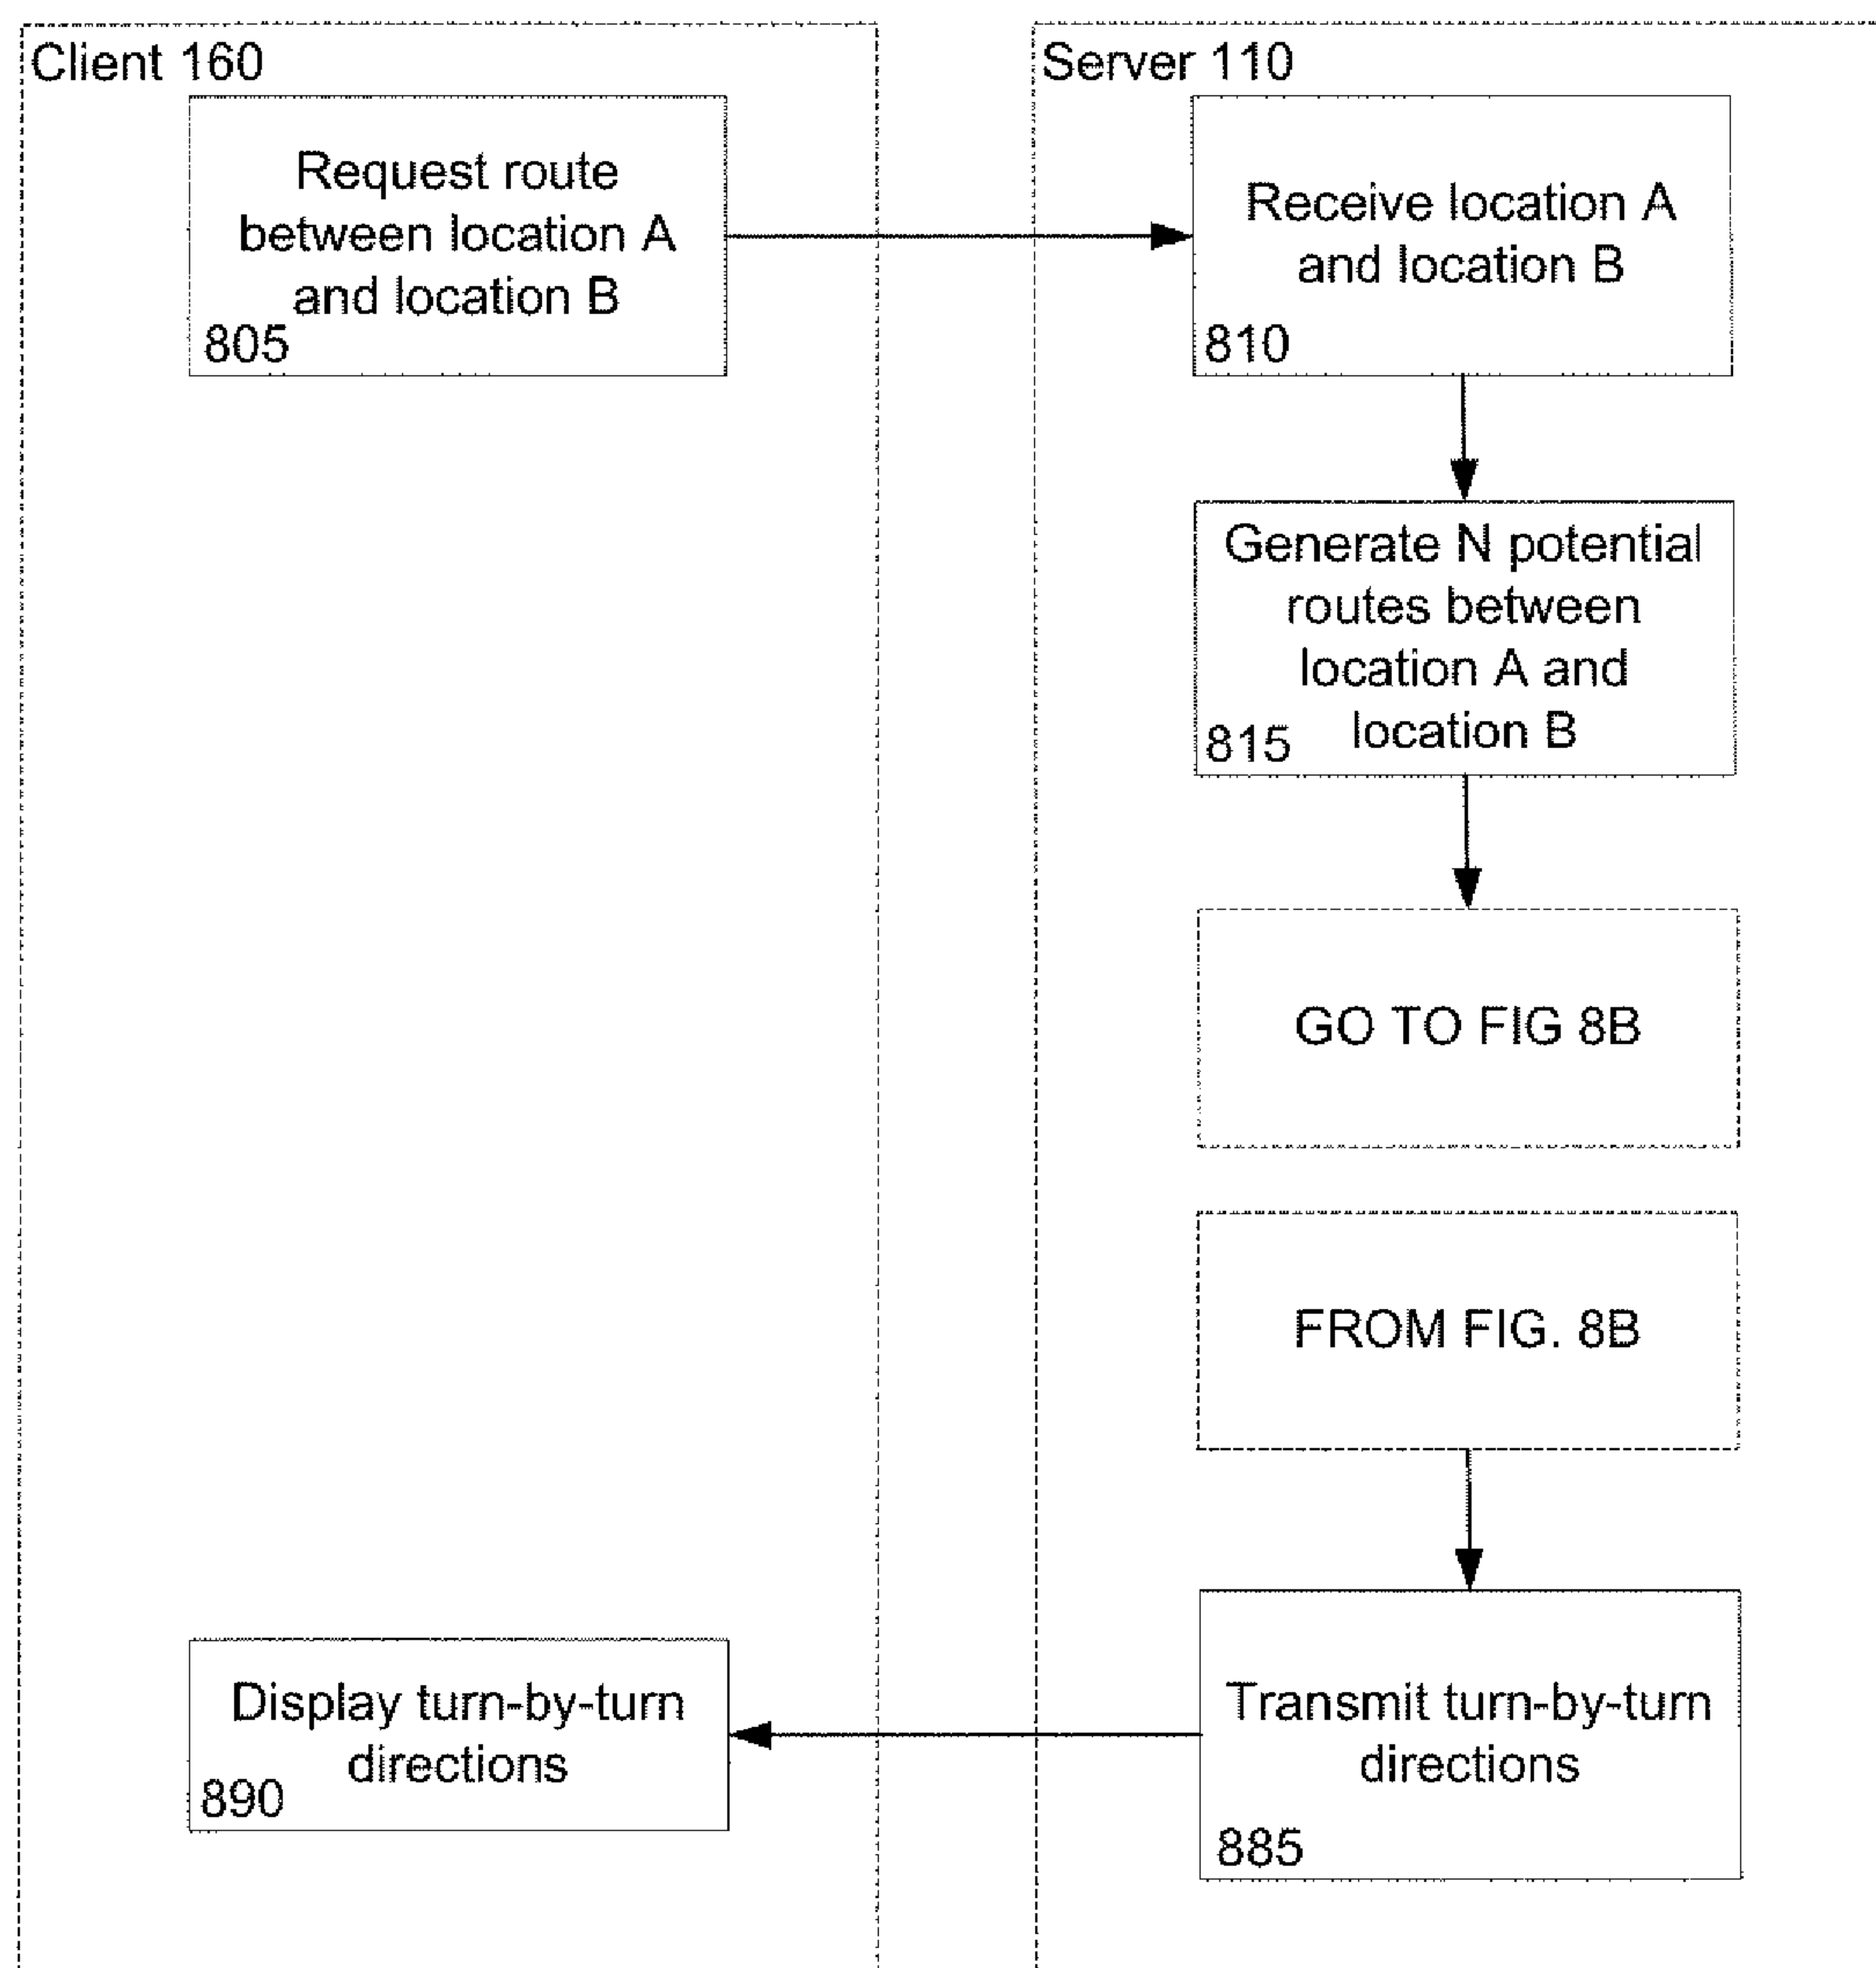 Client 160
Request route
between location A
and location B
805
Server 110
Receive location A
and location B
810
Generate N potential
routes between
location A and
location B
815
GO TO FIG 8B
FROM FIG. 8B
Transmit turn-by-turn
directions
885
Display turn-by-turn
directions
890